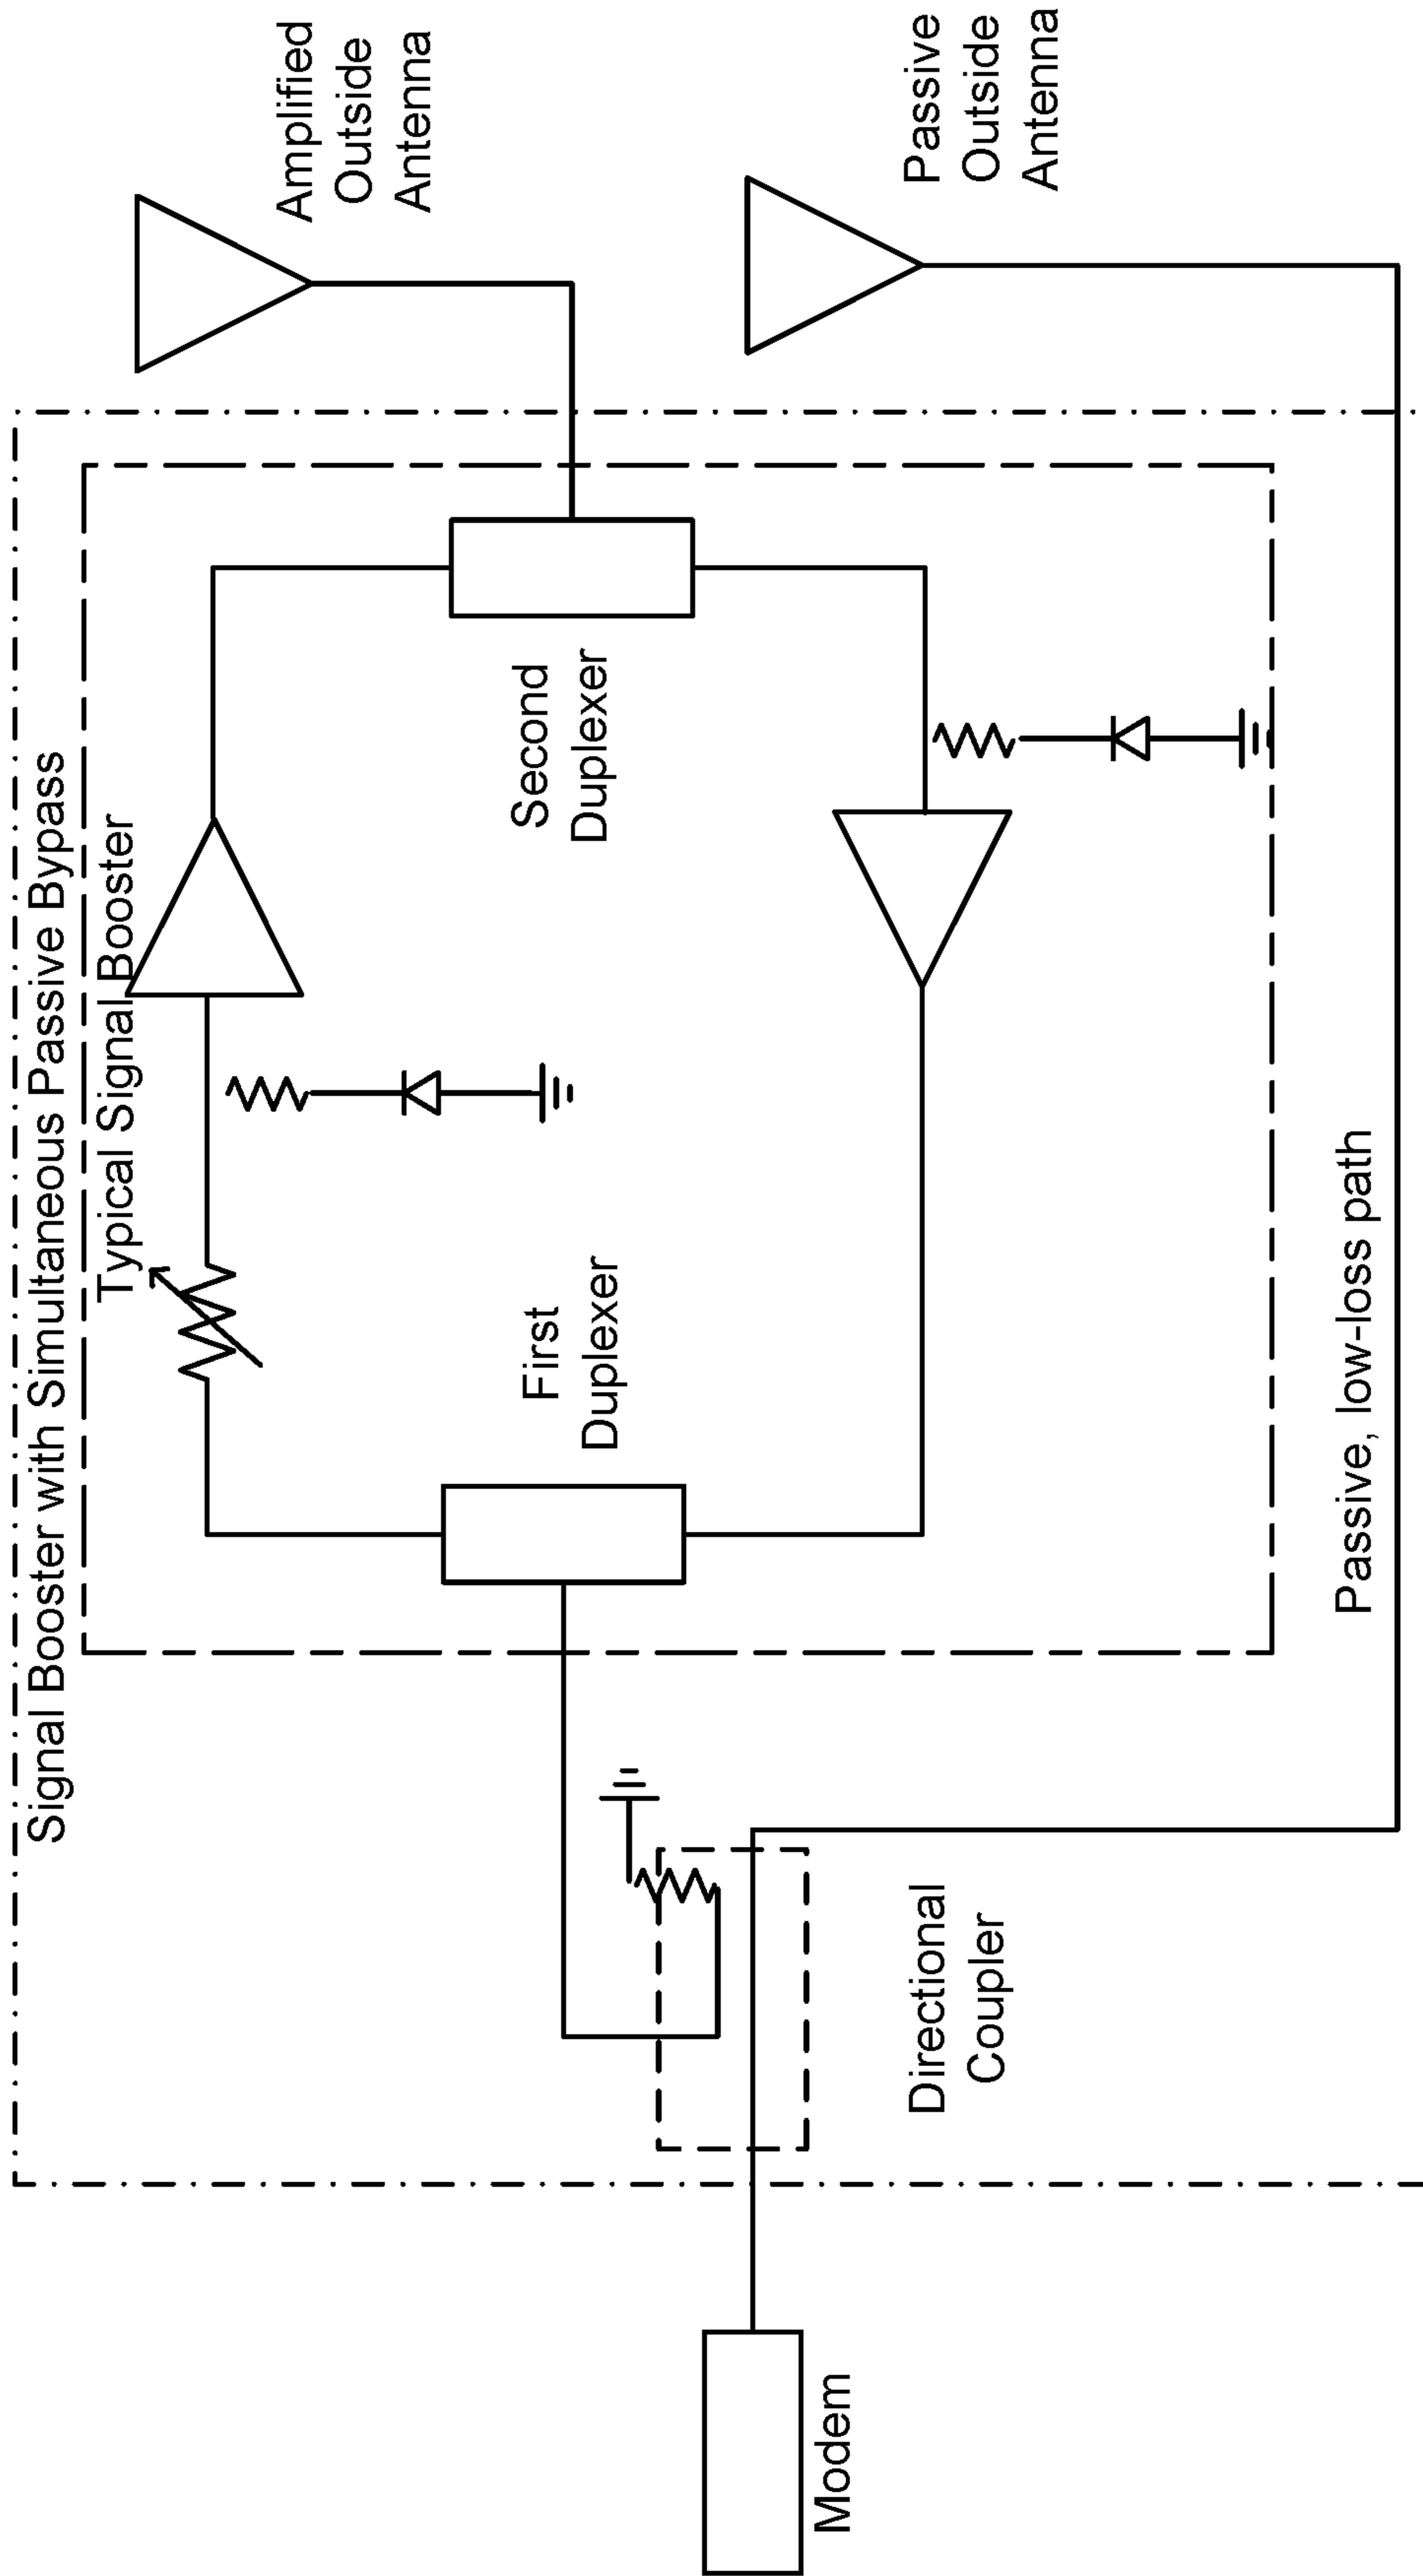 Signal Booster with Simultaneous Passive Bypass
Typical Signal Booster
Amplified
Outside
Antenna
First
Duplexer
Second
Duplexer
Passive
Outside
Antenna
Directional
Coupler
Modem
Passive, low-loss path